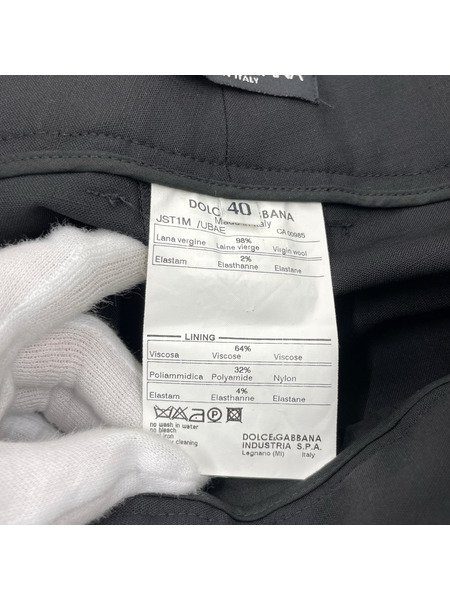 ITALY
40
DOLC BANA
Made in Italy
JST1M /UBAE CA 00985
98%
Lana vergine Laine vierge Virgin wool
2%
Elastam Elasthanne Elastane
LINING
64%
Viscosa Viscose Viscose
32%
Poliammidica Polyamide Nylon
4%
Elastam Elasthanne Elastane
no wash in water
no bleach
iron
cleaning
DOLCE&GABBANA
INDUSTRIA S.P.A.
Legnano (MI) Italy